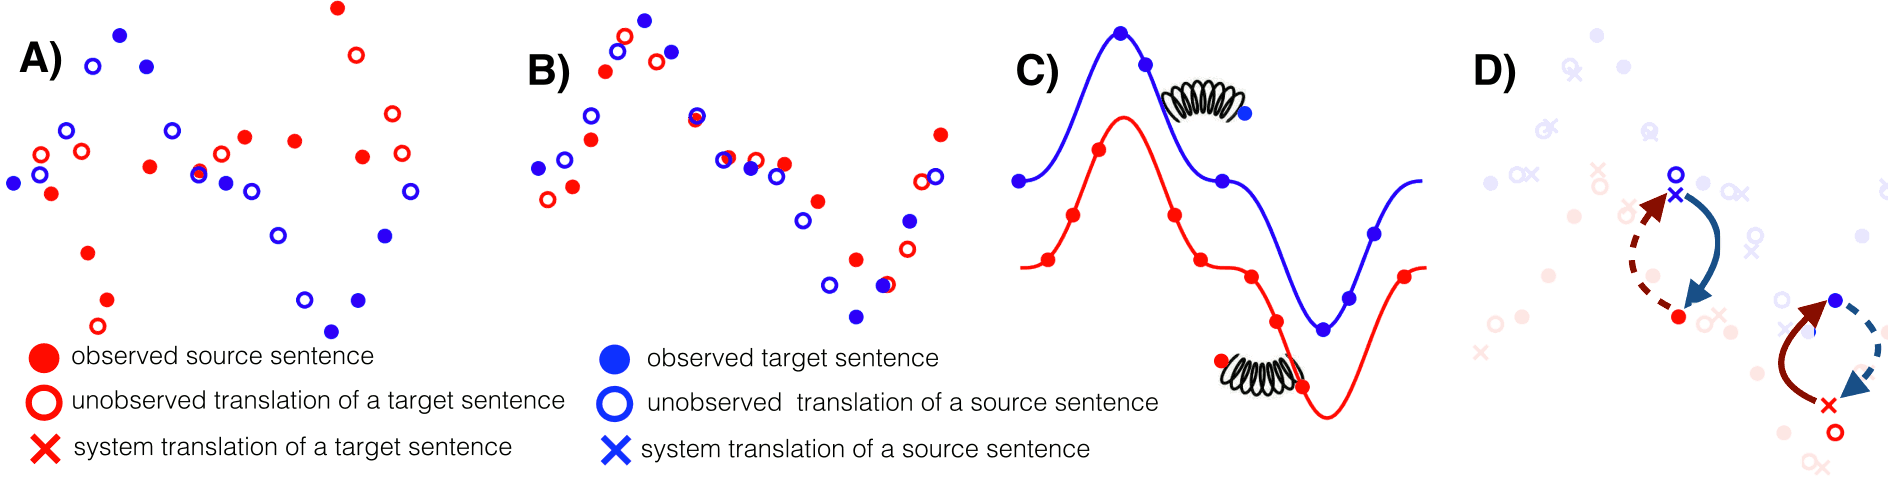 A)
B)
C)
D)
observed source sentence
observed target sentence
unobserved translation of a target sentence
unobserved translation of a source sentence
system translation of a target sentence
system translation of a source sentence